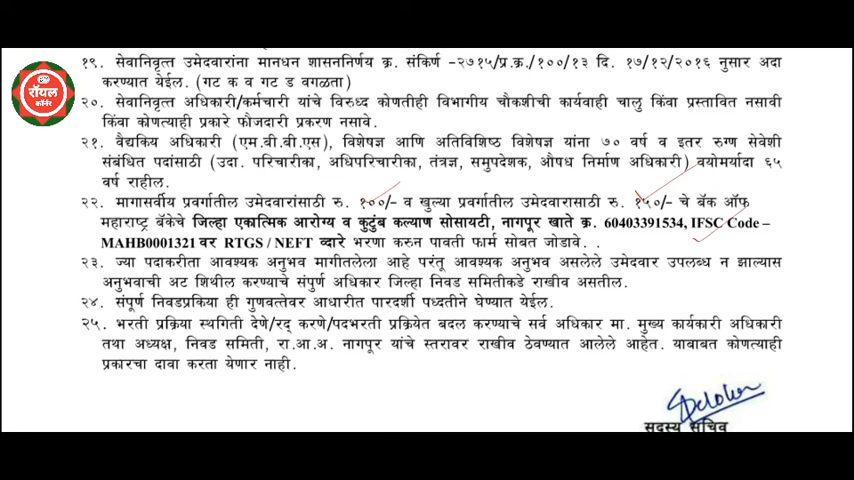 रॉयल
कॉर्नर
१९. सेवानिवृत्त उमेदवारांना मानधन शासननिर्णय क्र. संकिर्ण -२७१५/प्र.क्र./१००/१३ दि. १७/१२/२०१६ नुसार अदा
करण्यात येईल. (गट क व गट ड वगळता)
२०. सेवानिवृत्त अधिकारी/कर्मचारी यांचे विरुध्द कोणतीही विभागीय चौकशीची कार्यवाही चालु किंवा प्रस्तावित नसावी
किंवा कोणत्याही प्रकारे फौजदारी प्रकरण नसावे.
२१. वैद्यकिय अधिकारी (एम.बी.बी.एस), विशेषज्ञ आणि अतिविशिष्ठ विशेषज्ञ यांना ७० वर्ष व इतर रुग्ण सेवेशी
संबंधित पदांसाठी (उदा. परिचारीका, अधिपरिचारीका, तंत्रज्ञ, समुपदेशक, औषध निर्माण अधिकारी) वयोमर्यादा ६५
वर्ष राहील.
२२. मागासर्वीय प्रवर्गातील उमेदवारांसाठी रु. १००/- व खुल्या प्रवर्गातील उमेदवारासाठी रु. १५०/- चे बॅक ऑफ
महाराष्ट्र बॅकेचे जिल्हा एकात्मिक आरोग्य व कुटुंब कल्याण सोसायटी, नागपूर खाते क्र. 60403391534, IFSC Code –
MAHB0001321 वर RTGS / NEFT व्दारे भरणा करुन पावती फार्म सोबत जोडावे. .
२३. ज्या पदाकरीता आवश्यक अनुभव मागीतलेला आहे परंतु आवश्यक अनुभव असलेले उमेदवार उपलब्ध न झाल्यास
अनुभवाची अट शिथील करण्याचे संपुर्ण अधिकार जिल्हा निवड समितीकडे राखीव असतील.
२४. संपूर्ण निवडप्रकिया ही गुणवत्तेवर आधारीत पारदर्शी पध्दतीने घेण्यात येईल.
२५. भरती प्रक्रिया स्थगिती देणे/रद् करणे/पदभरती प्रक्रियेत बदल करण्याचे सर्व अधिकार मा. मुख्य कार्यकारी अधिकारी
तथा अध्यक्ष, निवड समिती, रा.आ.अ. नागपूर यांचे स्तरावर राखीव ठेवण्यात आलेले आहेत. याबाबत कोणत्याही
प्रकारचा दावा करता येणार नाही.
सदस्य सचिव